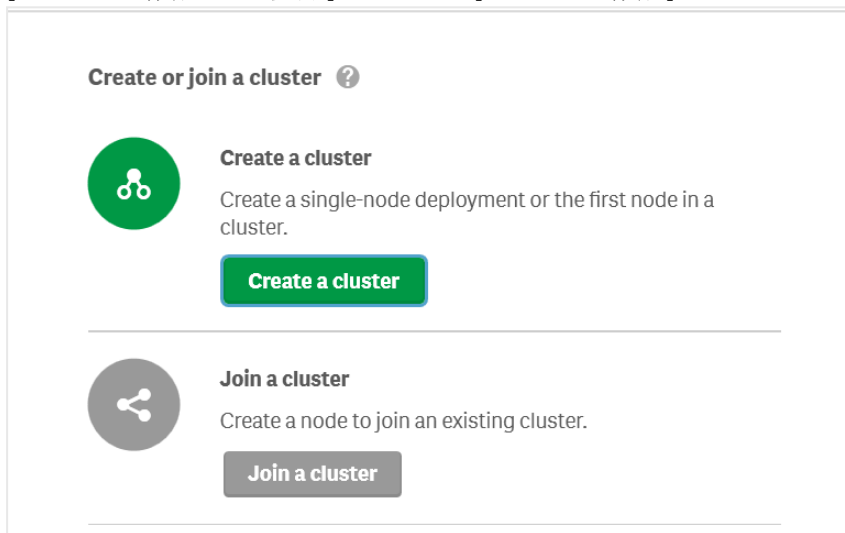 Create or join a cluster ?
Create a cluster
Create a single-node deployment or the first node in a
cluster.
Create a cluster
Join a cluster
Create a node to join an existing cluster.
Join a cluster